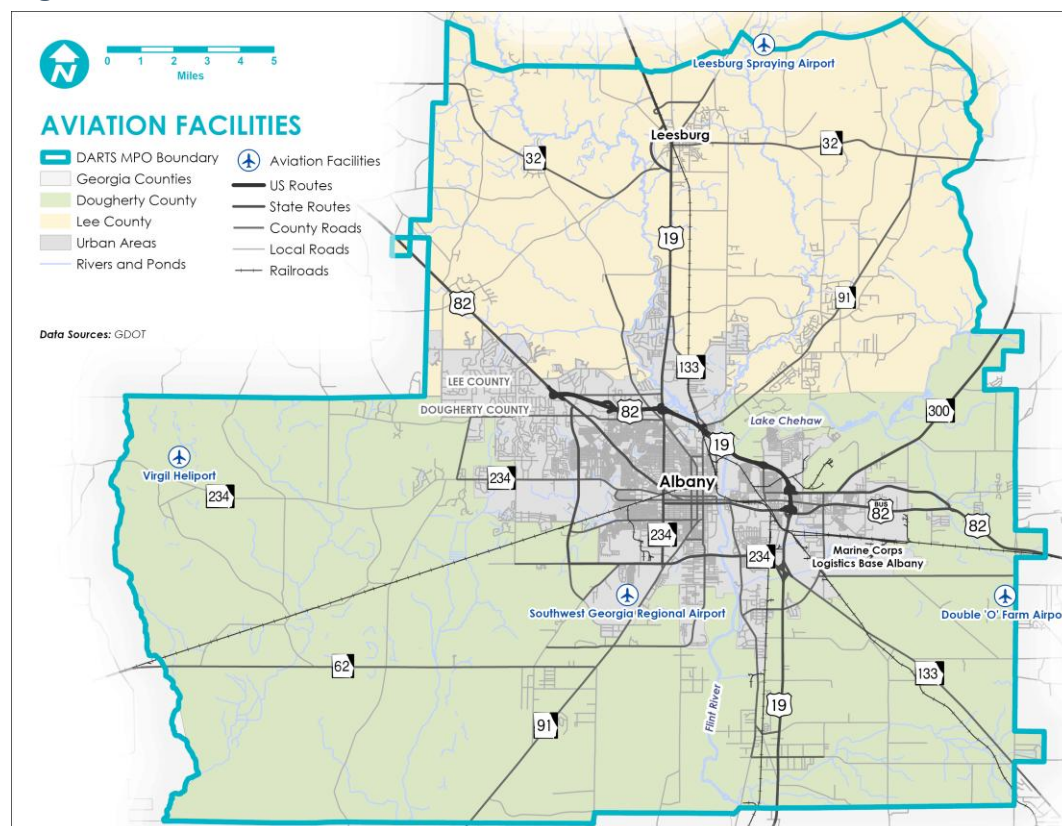 N
0 1 2 3 4 5
Miles
AVIATION FACILITIES
DARTS MPO Boundary
Georgia Counties
Dougherty County
Lee County
Urban Areas
Rivers and Ponds
Aviation Facilities
US Routes
State Routes
County Roads
Local Roads
Railroads
Data Sources: GDOT
Leesburg Spraying Airport
Leesburg
32
32
19
82
91
133
LEE COUNTY
DOUGHERTY COUNTY
82
19
Lake Chehaw
300
Virgil Heliport
234
234
Albany
BUS
82
82
234
234
Marine Corps
Logistics Base Albany
Southwest Georgia Regional Airport
Double 'O' Farm Airpo
62
133
Flint River
19
91